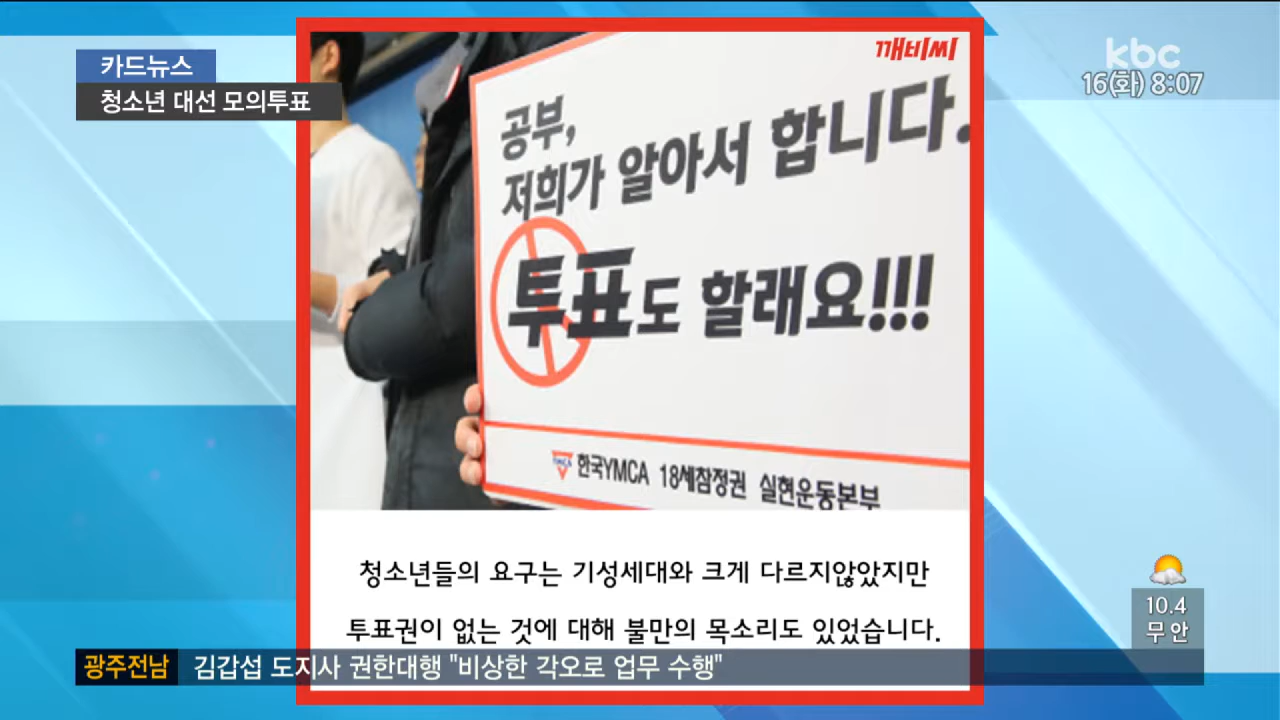 카드뉴스
청소년 대선 모의투표
깨비씨
kbc
16(화) 8:07
공부,
저희가 알아서 합니다.
투표도 할래요!!!
YMCA 한국YMCA 18세참정권 실현운동본부
청소년들의 요구는 기성세대와 크게 다르지않았지만
투표권이 없는 것에 대해 불만의 목소리도 있었습니다.
10.4
무안
광주전남 김갑섭 도지사 권한대행 "비상한 각오로 업무 수행"